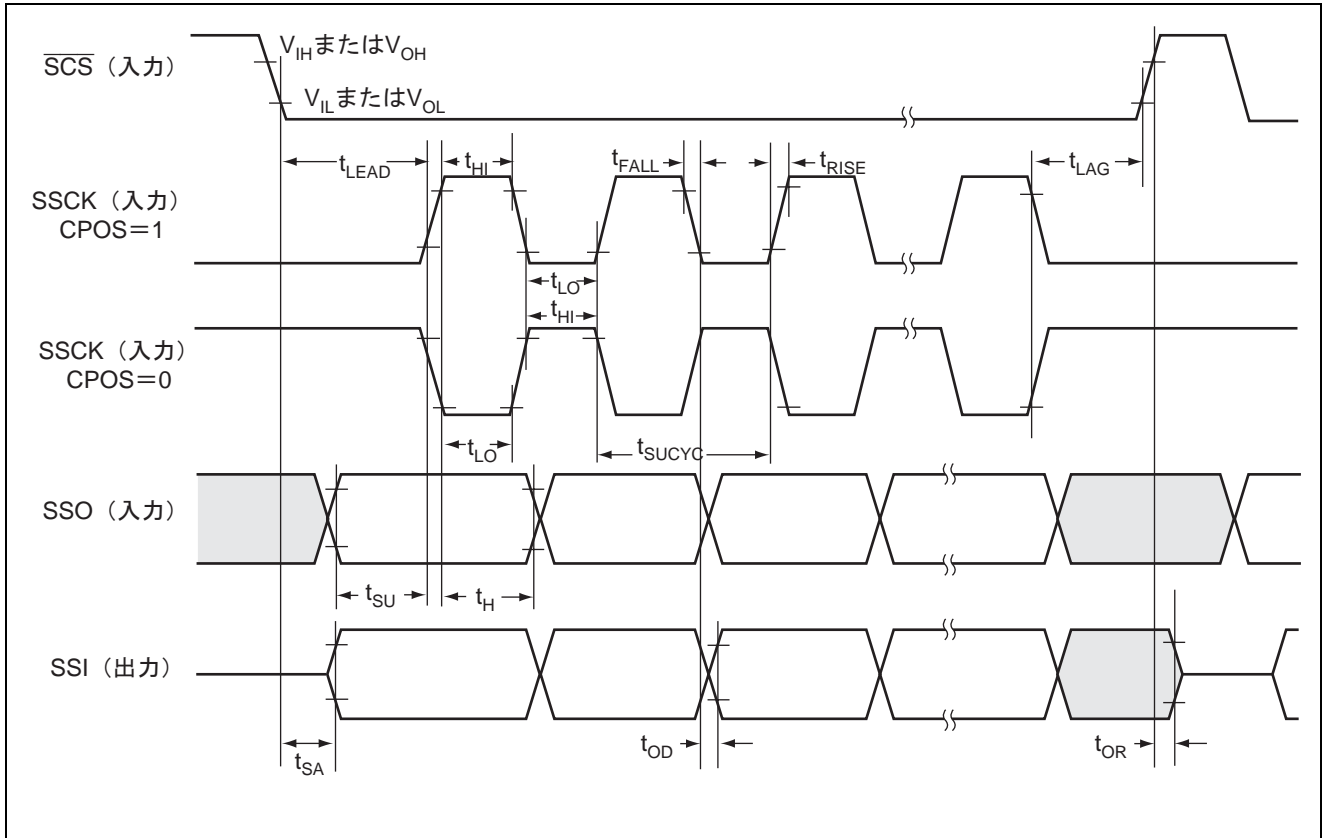 SCS（入力）
VIHまたはVOH
VILまたはVOL
tLEAD
tHI
tFALL
tRISE
tLAG
SSCK（入力）
CPOS＝1
tLO
tHI
SSCK（入力）
CPOS＝0
tLO
tSUCYC
SSO（入力）
tSU
tH
SSI（出力）
tSA
tOD
tOR